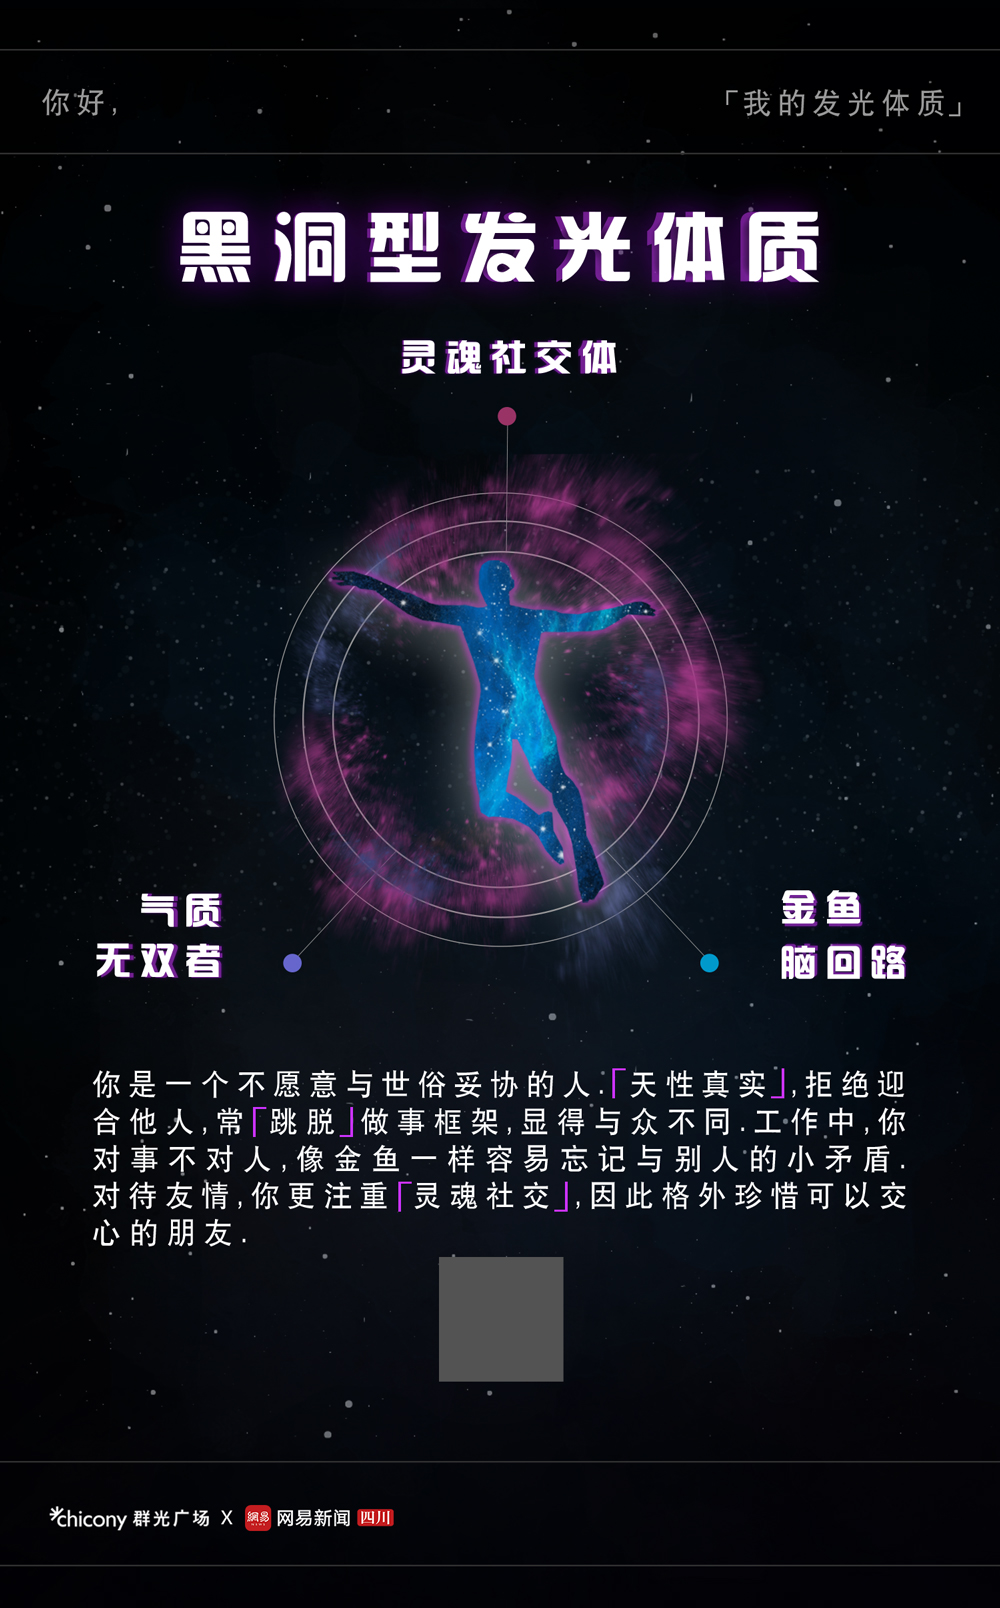 你好,
「我的发光体质」
黑洞型发光体质
灵魂社交体
气质
无双者
金鱼
脑回路
你是一个不愿意与世俗妥协的人.「天性真实」,拒绝迎
合他人,常「跳脱」做事框架,显得与众不同.工作中,你
对事不对人,像金鱼一样容易忘记与别人的小矛盾.
对待友情,你更注重「灵魂社交」,因此格外珍惜可以交
心的朋友.
chicony 群光广场 X 網易 NEWS 网易新闻 四川